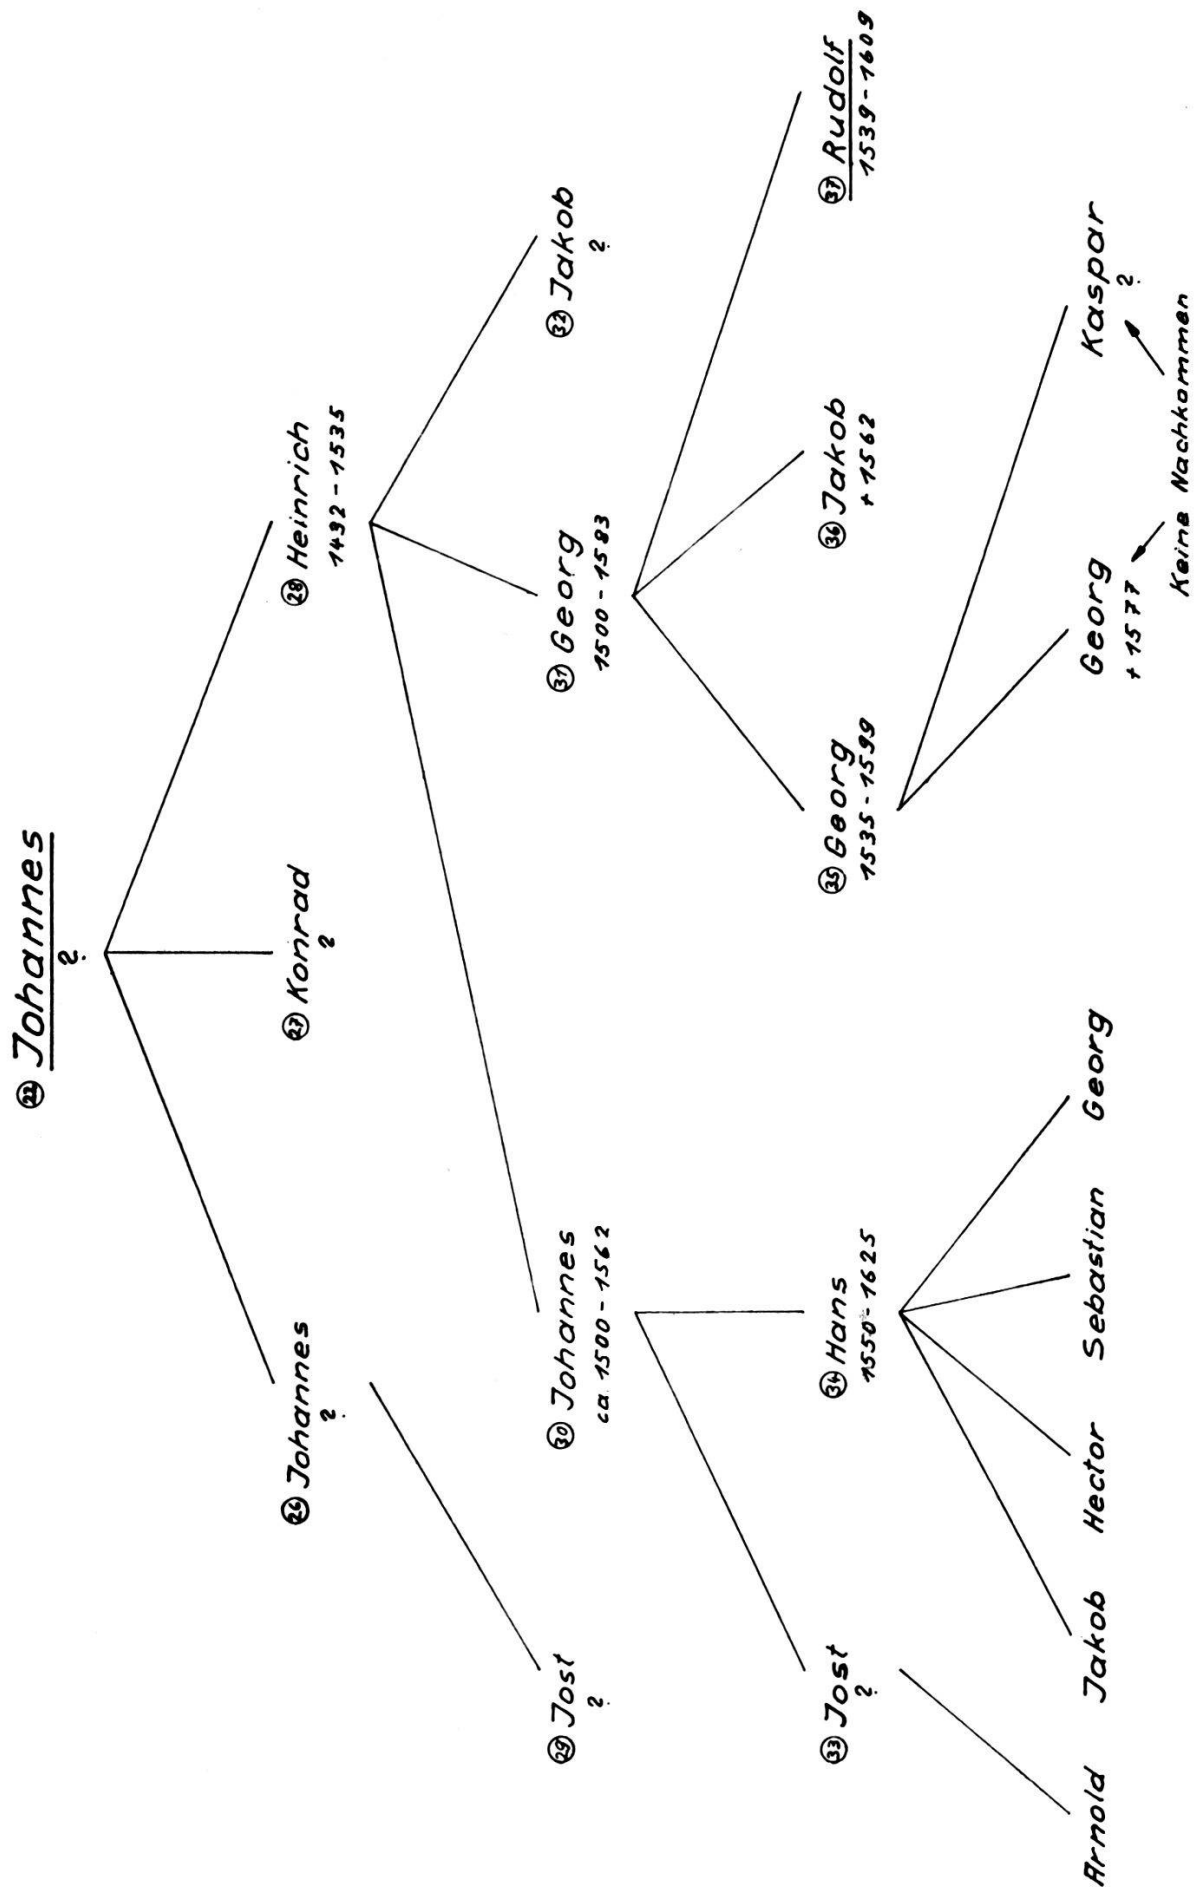 22 Johannes
?
26 Johannes
?
27 Konrad
?
28 Heinrich
1492-1535
29 Jost
?
30 Johannes
ca. 1500-1562
31 Georg
1500-1583
32 Jakob
?
33 Jost
?
34 Hans
1550-1625
35 Georg
1535-1599
36 Jakob
+1562
37 Rudolf
1539-1609
Arnold
Jakob
Hector
Sebastian
Georg
Georg
+1577
Kaspar
?
Keine Nachkommen